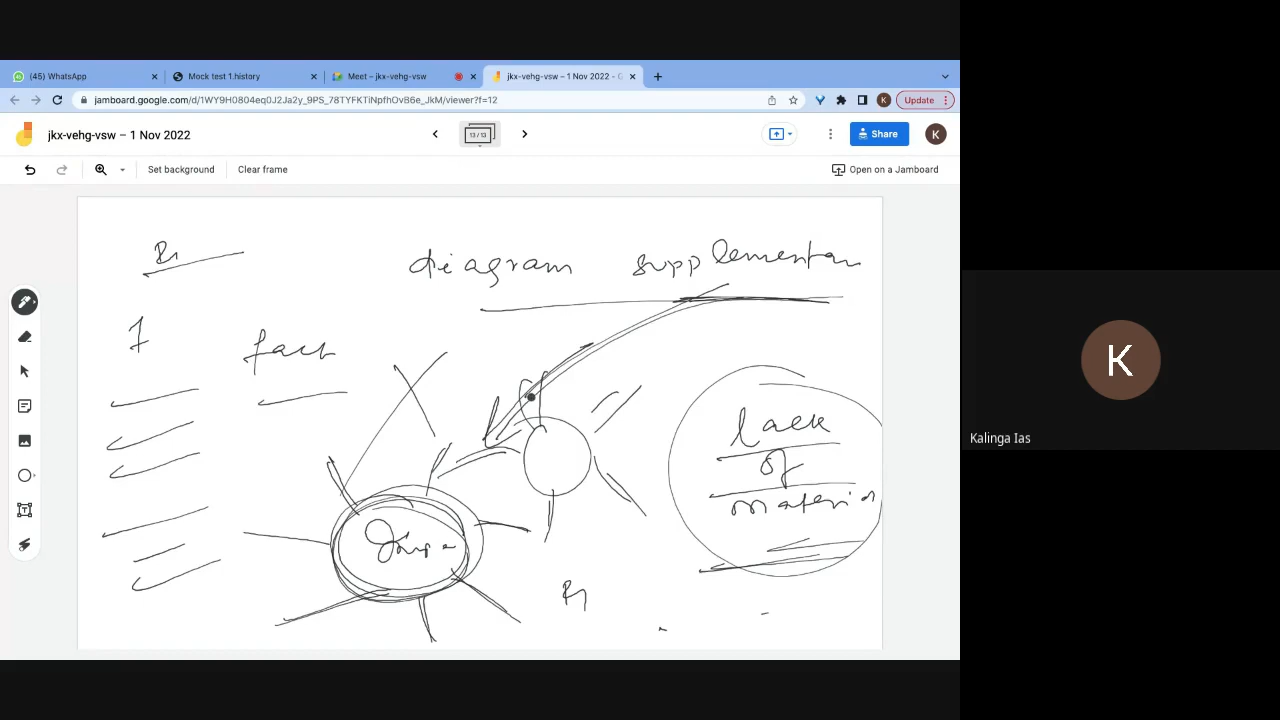 (45) WhatsApp
Mock test 1.history
Meet – jkx-vehg-vsw
jkx-vehg-vsw – 1 Nov 2022 - G
jamboard.google.com/d/1WY9H0804eq0J2Ja2y_9PS_78TYFKTiNpfhOvB6e_JkM/viewer?f=12
K
Update
jkx-vehg-vsw – 1 Nov 2022
13 / 13
Share
K
Set background
Clear frame
Open on a Jamboard
diagram supplementar
fact
lack
of
material
K
Kalinga Ias